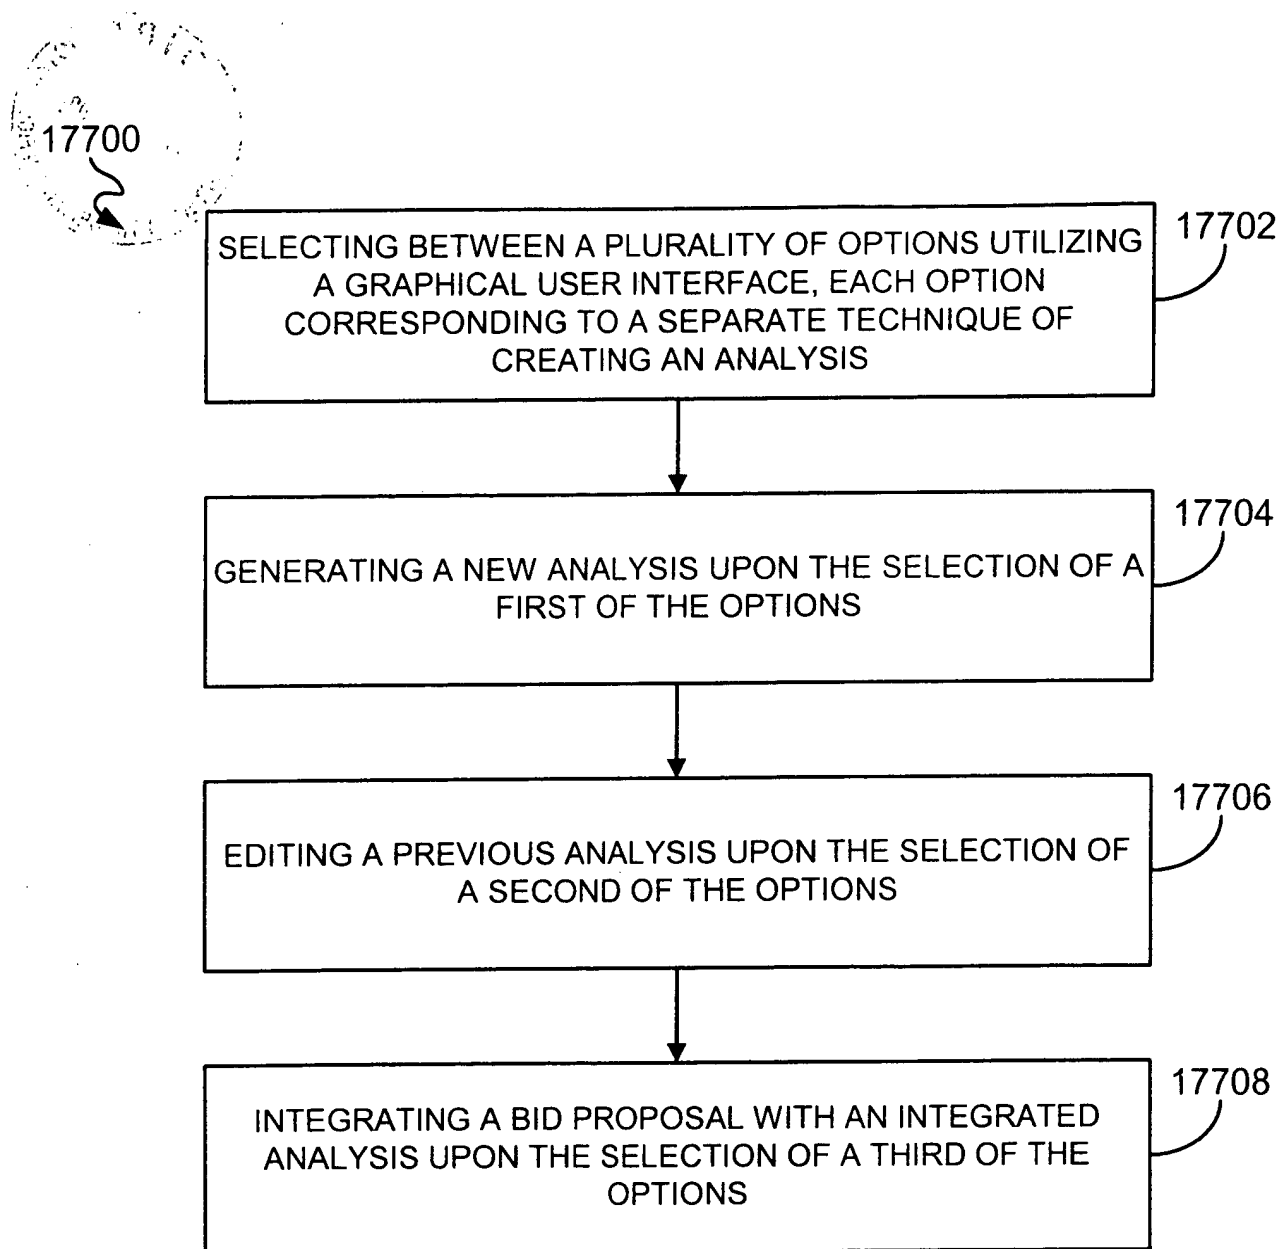 17700
17702
SELECTING BETWEEN A PLURALITY OF OPTIONS UTILIZING
A GRAPHICAL USER INTERFACE, EACH OPTION
CORRESPONDING TO A SEPARATE TECHNIQUE OF
CREATING AN ANALYSIS
17704
GENERATING A NEW ANALYSIS UPON THE SELECTION OF A
FIRST OF THE OPTIONS
17706
EDITING A PREVIOUS ANALYSIS UPON THE SELECTION OF
A SECOND OF THE OPTIONS
17708
INTEGRATING A BID PROPOSAL WITH AN INTEGRATED
ANALYSIS UPON THE SELECTION OF A THIRD OF THE
OPTIONS